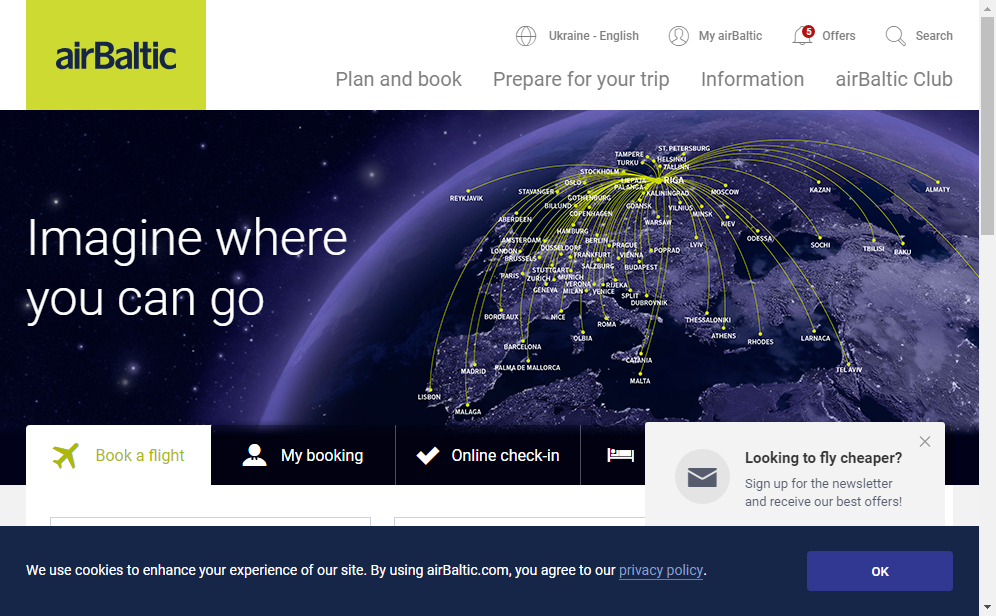 airBaltic
Ukraine - English
My airBaltic
5
Offers
Search
Plan and book
Prepare for your trip
Information
airBaltic Club
Imagine where
you can go
ST. PETERSBURG
TAMPERE
HELSINKI
TURKU
TALLINN
STOCKHOLM
LIEPAJA
RIGA
OSLO
PALANGA
STAVANGER
KALININGRAD
MOSCOW
KAZAN
ALMATY
REYKJAVIK
GOTHENBURG
BILLUND
GDANSK
VILNIUS
COPENHAGEN
MINSK
ABERDEEN
WARSAW
KIEV
HAMBURG
ODESSA
AMSTERDAM
BERLIN
LVIV
SOCHI
DUSSELDORF
PRAGUE
TBILISI
LONDON
POPRAD
BAKU
BRUSSELS
FRANKFURT
VIENNA
STUTTGART
SALZBURG
BUDAPEST
PARIS
ZURICH
MUNICH
VERONA
RIJEKA
GENEVA
MILAN
VENICE
SPLIT
DUBROVNIK
BORDEAUX
NICE
ROMA
THESSALONIKI
OLBIA
ATHENS
RHODES
LARNACA
BARCELONA
CATANIA
MADRID
PALMA DE MALLORCA
TEL AVIV
MALTA
LISBON
MALAGA
Book a flight
My booking
Online check-in
Looking to fly cheaper?
Sign up for the newsletter
and receive our best offers!
We use cookies to enhance your experience of our site. By using airBaltic.com, you agree to our privacy policy.
OK